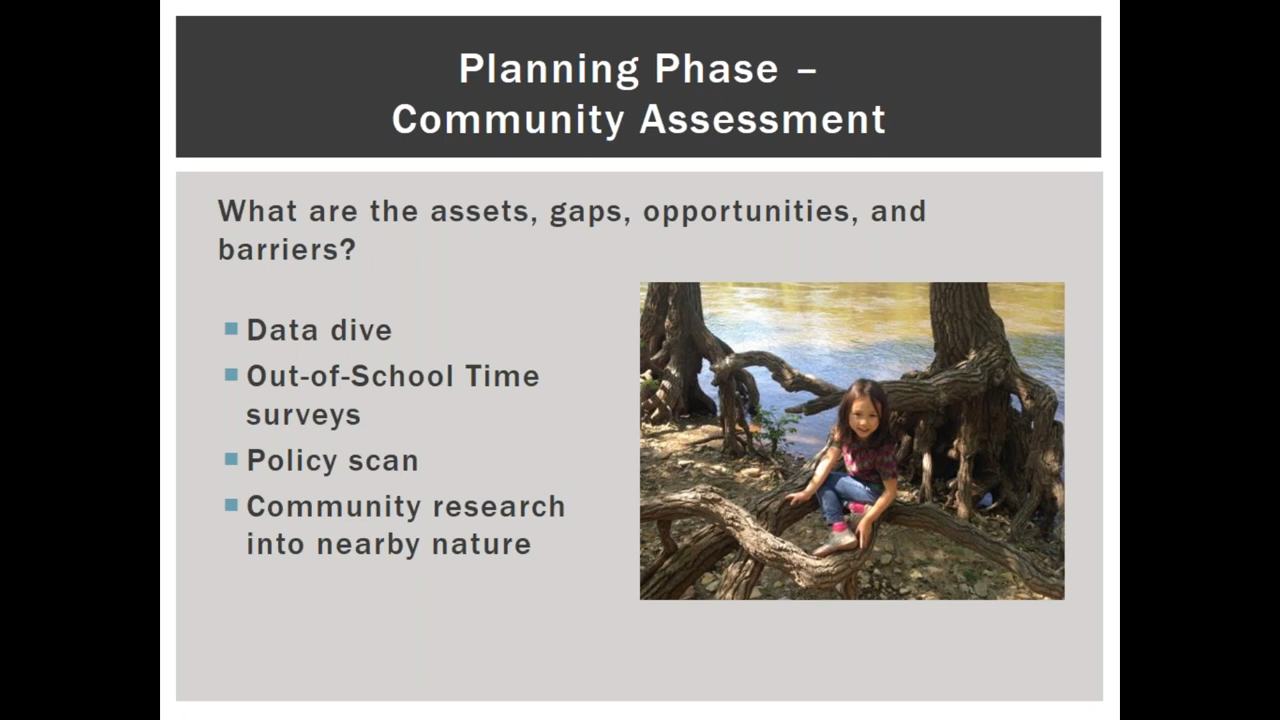 Planning Phase –
Community Assessment
What are the assets, gaps, opportunities, and
barriers?
Data dive
Out-of-School Time
surveys
Policy scan
Community research
into nearby nature